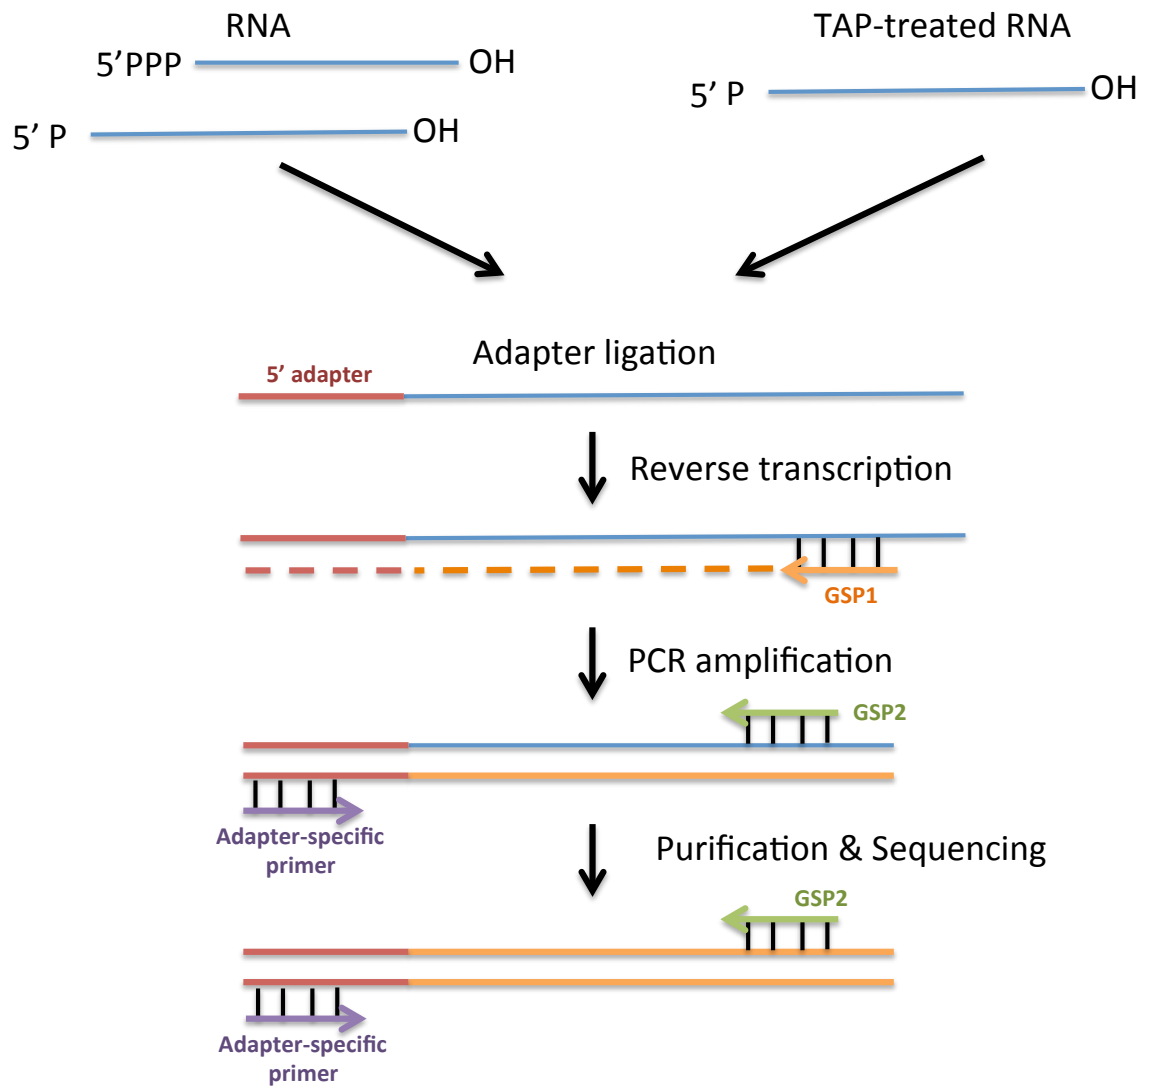 RNA
TAP-treated RNA
5'PPP
OH
5' P
OH
5' P
OH
Adapter ligation
5' adapter
Reverse transcription
GSP1
PCR amplification
GSP2
Adapter-specific
primer
Purification & Sequencing
GSP2
Adapter-specific
primer